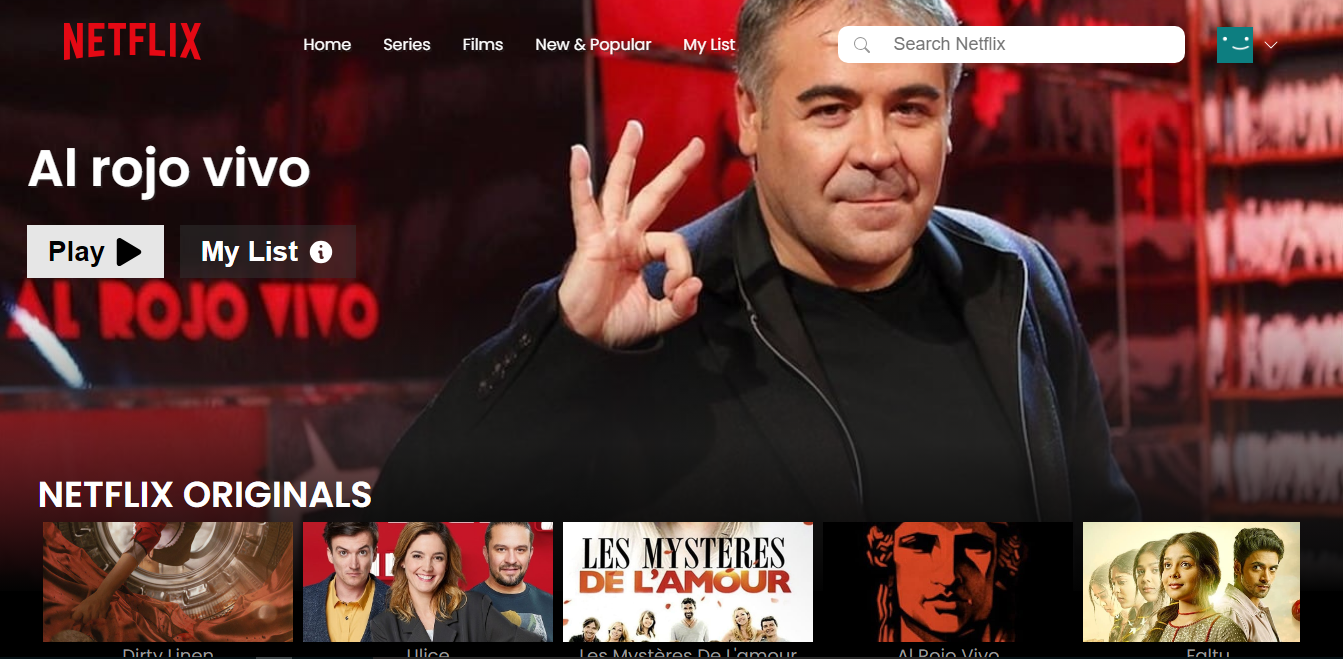 NETFLIX
Home Series Films New & Popular My List
Search Netflix
Al rojo vivo
Play
My List
AL ROJO VIVO
NETFLIX ORIGINALS
LES MYSTÈRES
DE L'AMOUR
Dirty Linen
Ulice
Les Mystères De L'amour
Al Rojo Vivo
Faltu